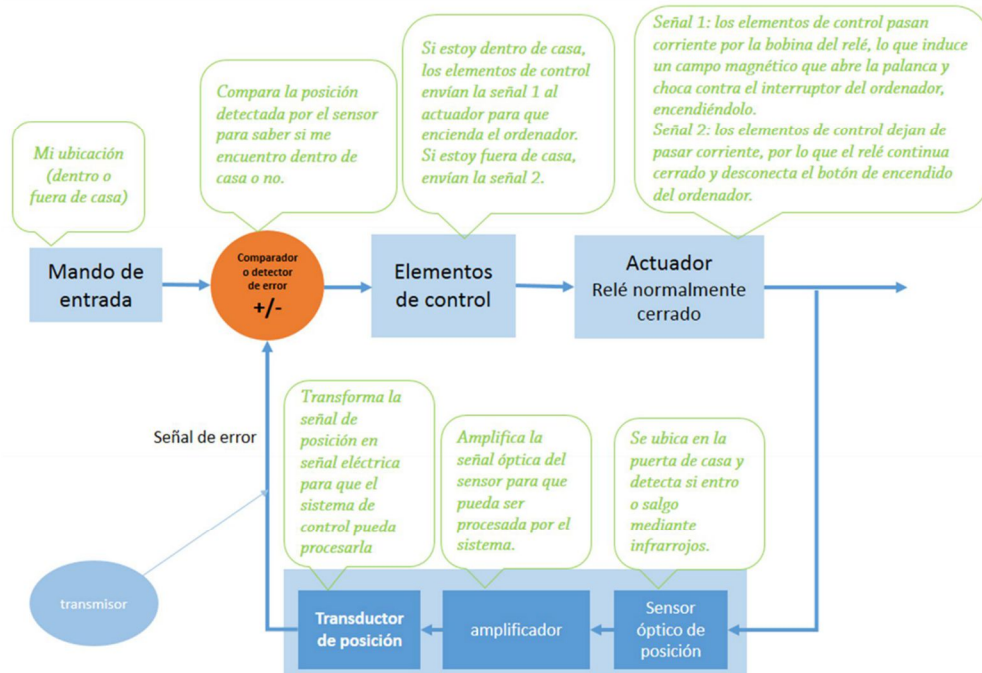 Mi ubicación
(dentro o
fuera de casa)
Compara la posición
detectada por el sensor
para saber si me
encuentro dentro de
casa o no.
Si estoy dentro de casa,
los elementos de control
envían la señal 1 al
actuador para que
encienda el ordenador.
Si estoy fuera de casa,
envían la señal 2.
Señal 1: los elementos de control pasan
corriente por la bobina del relé, lo que induce
un campo magnético que abre la palanca y
choca contra el interruptor del ordenador,
encendiéndolo.
Señal 2: los elementos de control dejan de
pasar corriente, por lo que el relé continua
cerrado y desconecta el botón de encendido
del ordenador.
Mando de
entrada
Comparador
o detector
de error
+/-
Elementos
de control
Actuador
Relé normalmente
cerrado
Señal de error
Transforma la
señal de
posición en
señal eléctrica
para que el
sistema de
control pueda
procesarla
Amplifica la
señal óptica del
sensor para que
pueda ser
procesada por el
sistema.
Se ubica en la
puerta de casa y
detecta si entro
o salgo
mediante
infrarrojos.
transmisor
Transductor
de posición
amplificador
Sensor
óptico de
posición